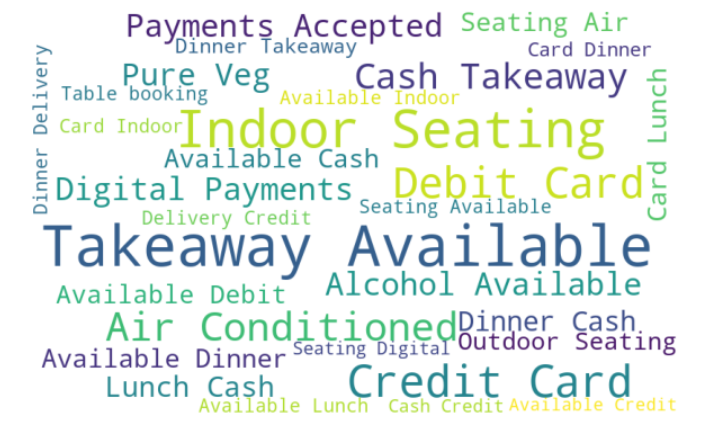 Payments Accepted
Seating Air
Dinner Takeaway
Card Dinner
Pure Veg
Cash Takeaway
Table booking
Available Indoor
Dinner Delivery
Card Lunch
Card Indoor
Indoor Seating
Available Cash
Digital Payments
Debit Card
Delivery Credit
Seating Available
Takeaway Available
Alcohol Available
Available Debit
Air Conditioned
Dinner Cash
Outdoor Seating
Available Dinner
Seating Digital
Lunch Cash
Credit Card
Available Lunch
Cash Credit
Available Credit